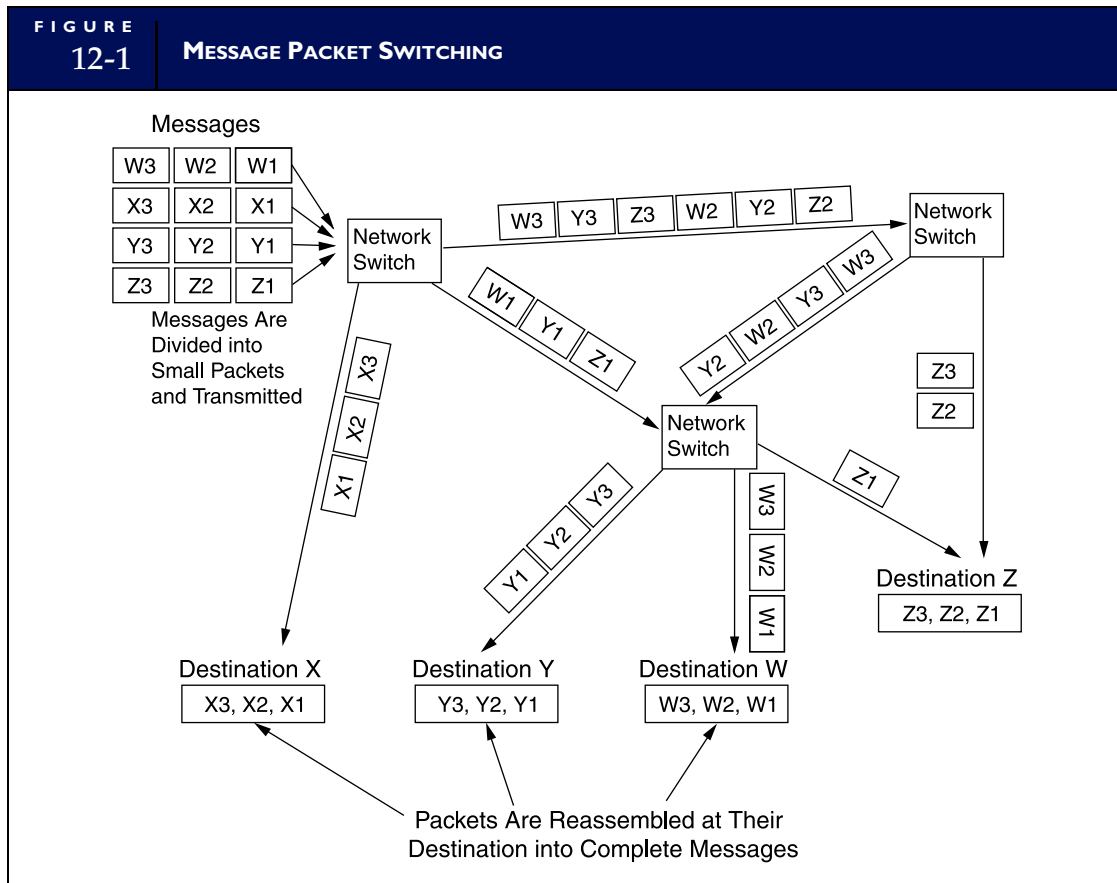 FIGURE
12-1
MESSAGE PACKET SWITCHING
Messages
W3 W2 W1
X3 X2 X1
Y3 Y2 Y1
Z3 Z2 Z1
Messages Are
Divided into
Small Packets
and Transmitted
Network
Switch
W3 Y3 Z3 W2 Y2 Z2
Network
Switch
W1 Y1 Z1
Y2 W2 Y3 W3
X1 X2 X3
Z3
Z2
Network
Switch
Y1 Y2 Y3
W3
W2
W1
Z1
Destination Z
Z3, Z2, Z1
Destination X
X3, X2, X1
Destination Y
Y3, Y2, Y1
Destination W
W3, W2, W1
Packets Are Reassembled at Their
Destination into Complete Messages